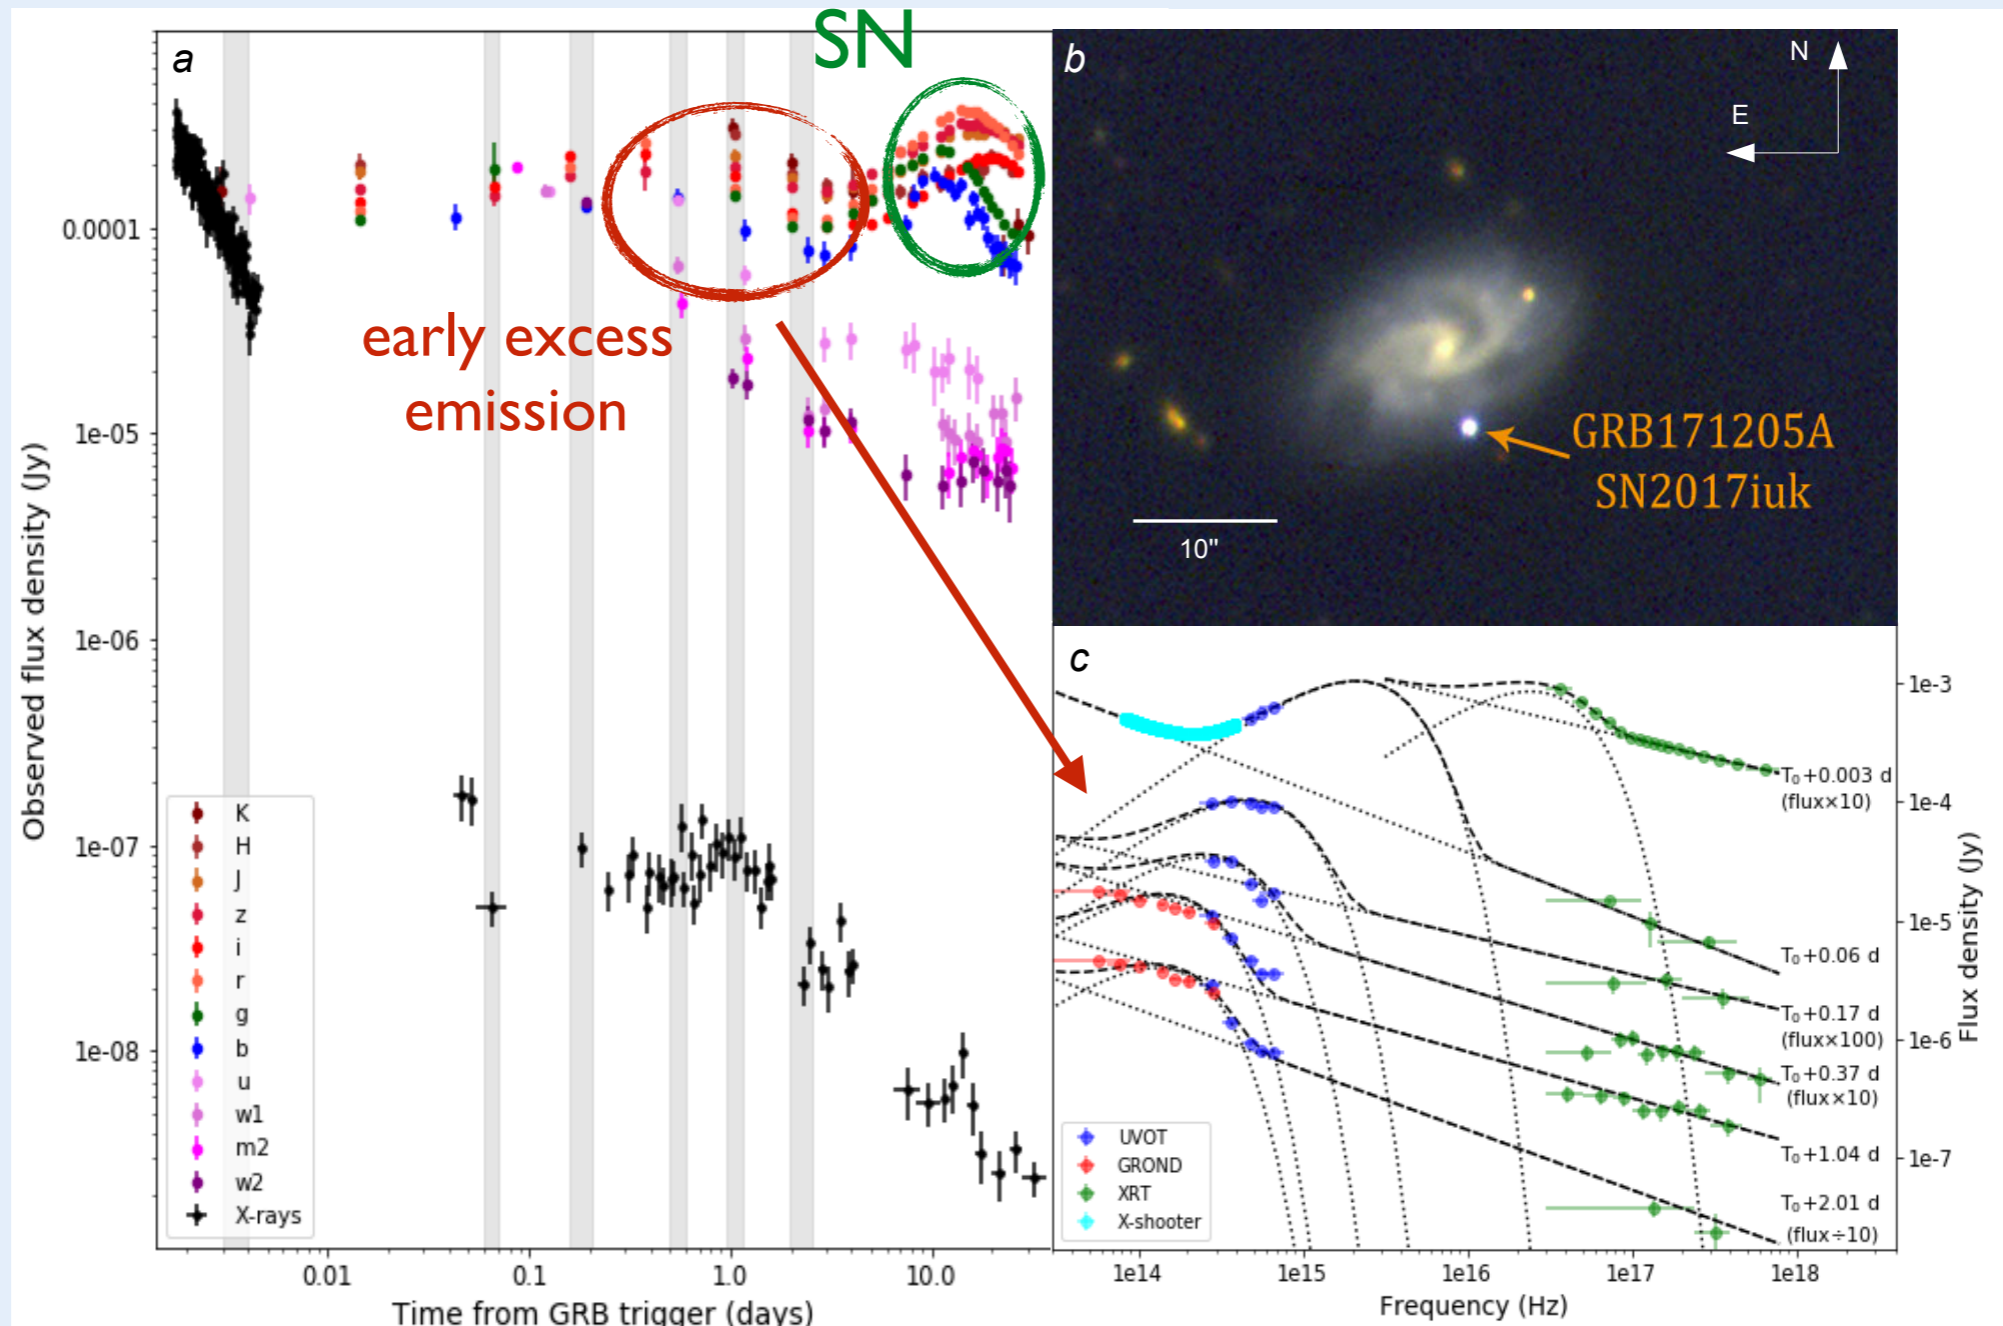 SN
a
early excess
emission
Observed flux density (Jy)
0.0001
1e-05
1e-06
1e-07
1e-08
K
H
J
z
i
r
g
b
u
w1
m2
w2
X-rays
0.01
0.1
1.0
10.0
Time from GRB trigger (days)
b
N
E
GRB171205A
SN2017iuk
10"
c
1e-3
1e-4
1e-5
1e-6
1e-7
Flux density (Jy)
T₀+0.003 d
(flux×10)
T₀+0.06 d
T₀+0.17 d
(flux×100)
T₀+0.37 d
(flux×10)
T₀+1.04 d
T₀+2.01 d
(flux÷10)
UVOT
GROND
XRT
X-shooter
1e14
1e15
1e16
1e17
1e18
Frequency (Hz)